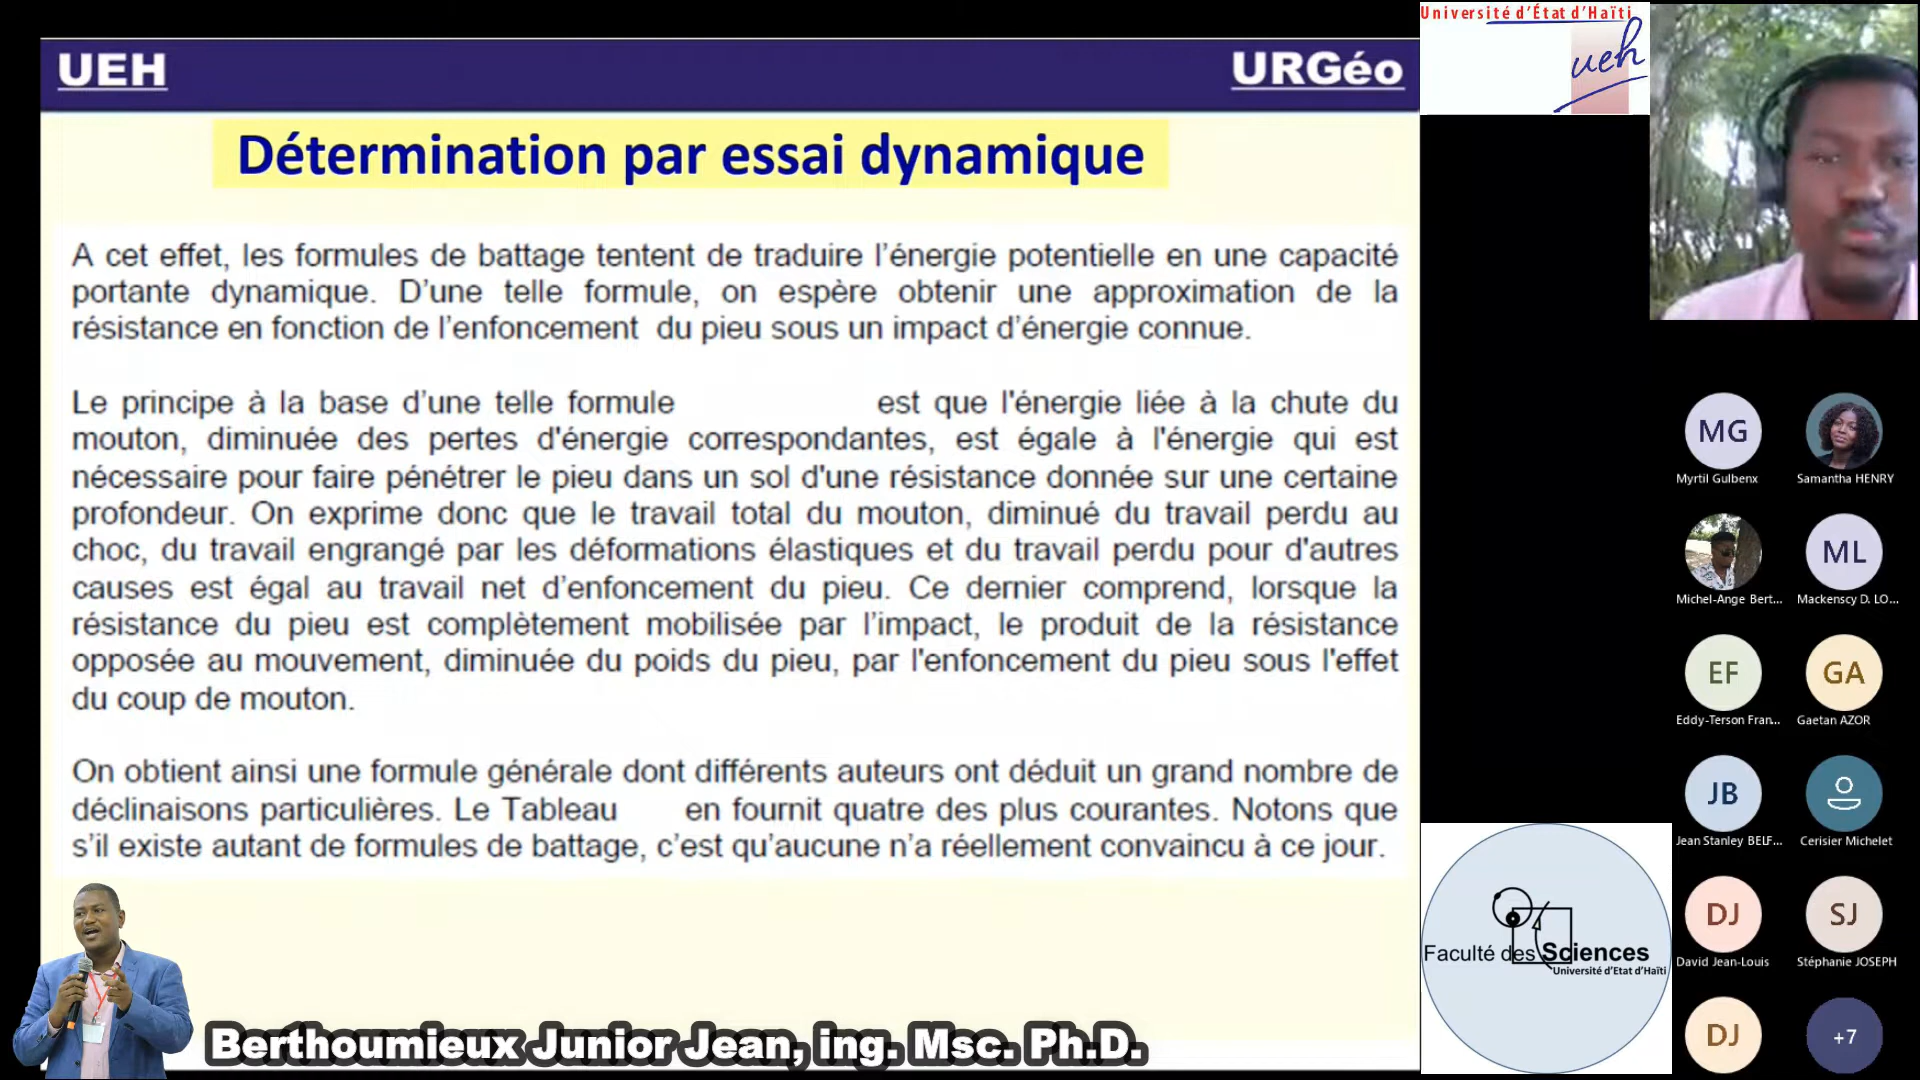 UEH
URGéo
Détermination par essai dynamique
A cet effet, les formules de battage tentent de traduire l'énergie potentielle en une capacité
portante dynamique. D'une telle formule, on espère obtenir une approximation de la
résistance en fonction de l'enfoncement du pieu sous un impact d'énergie connue.
Le principe à la base d'une telle formule est que l'énergie liée à la chute du
mouton, diminuée des pertes d'énergie correspondantes, est égale à l'énergie qui est
nécessaire pour faire pénétrer le pieu dans un sol d'une résistance donnée sur une certaine
profondeur. On exprime donc que le travail total du mouton, diminué du travail perdu au
choc, du travail engrangé par les déformations élastiques et du travail perdu pour d'autres
causes est égal au travail net d'enfoncement du pieu. Ce dernier comprend, lorsque la
résistance du pieu est complètement mobilisée par l'impact, le produit de la résistance
opposée au mouvement, diminuée du poids du pieu, par l'enfoncement du pieu sous l'effet
du coup de mouton.
On obtient ainsi une formule générale dont différents auteurs ont déduit un grand nombre de
déclinaisons particulières. Le Tableau en fournit quatre des plus courantes. Notons que
s'il existe autant de formules de battage, c'est qu'aucune n'a réellement convaincu à ce jour.
Berthoumieux Junior Jean, ing. Msc. Ph.D.
Université d'État d'Haïti
ueh
MG
Myrtil Gulbenx
Samantha HENRY
Michel-Ange Bert...
ML
Mackenscy D. LO...
EF
Eddy-Terson Fran...
GA
Gaetan AZOR
JB
Jean Stanley BELF...
Cerisier Michelet
DJ
David Jean-Louis
SJ
Stéphanie JOSEPH
DJ
+7
Faculté des Sciences
Université d'Etat d'Haïti